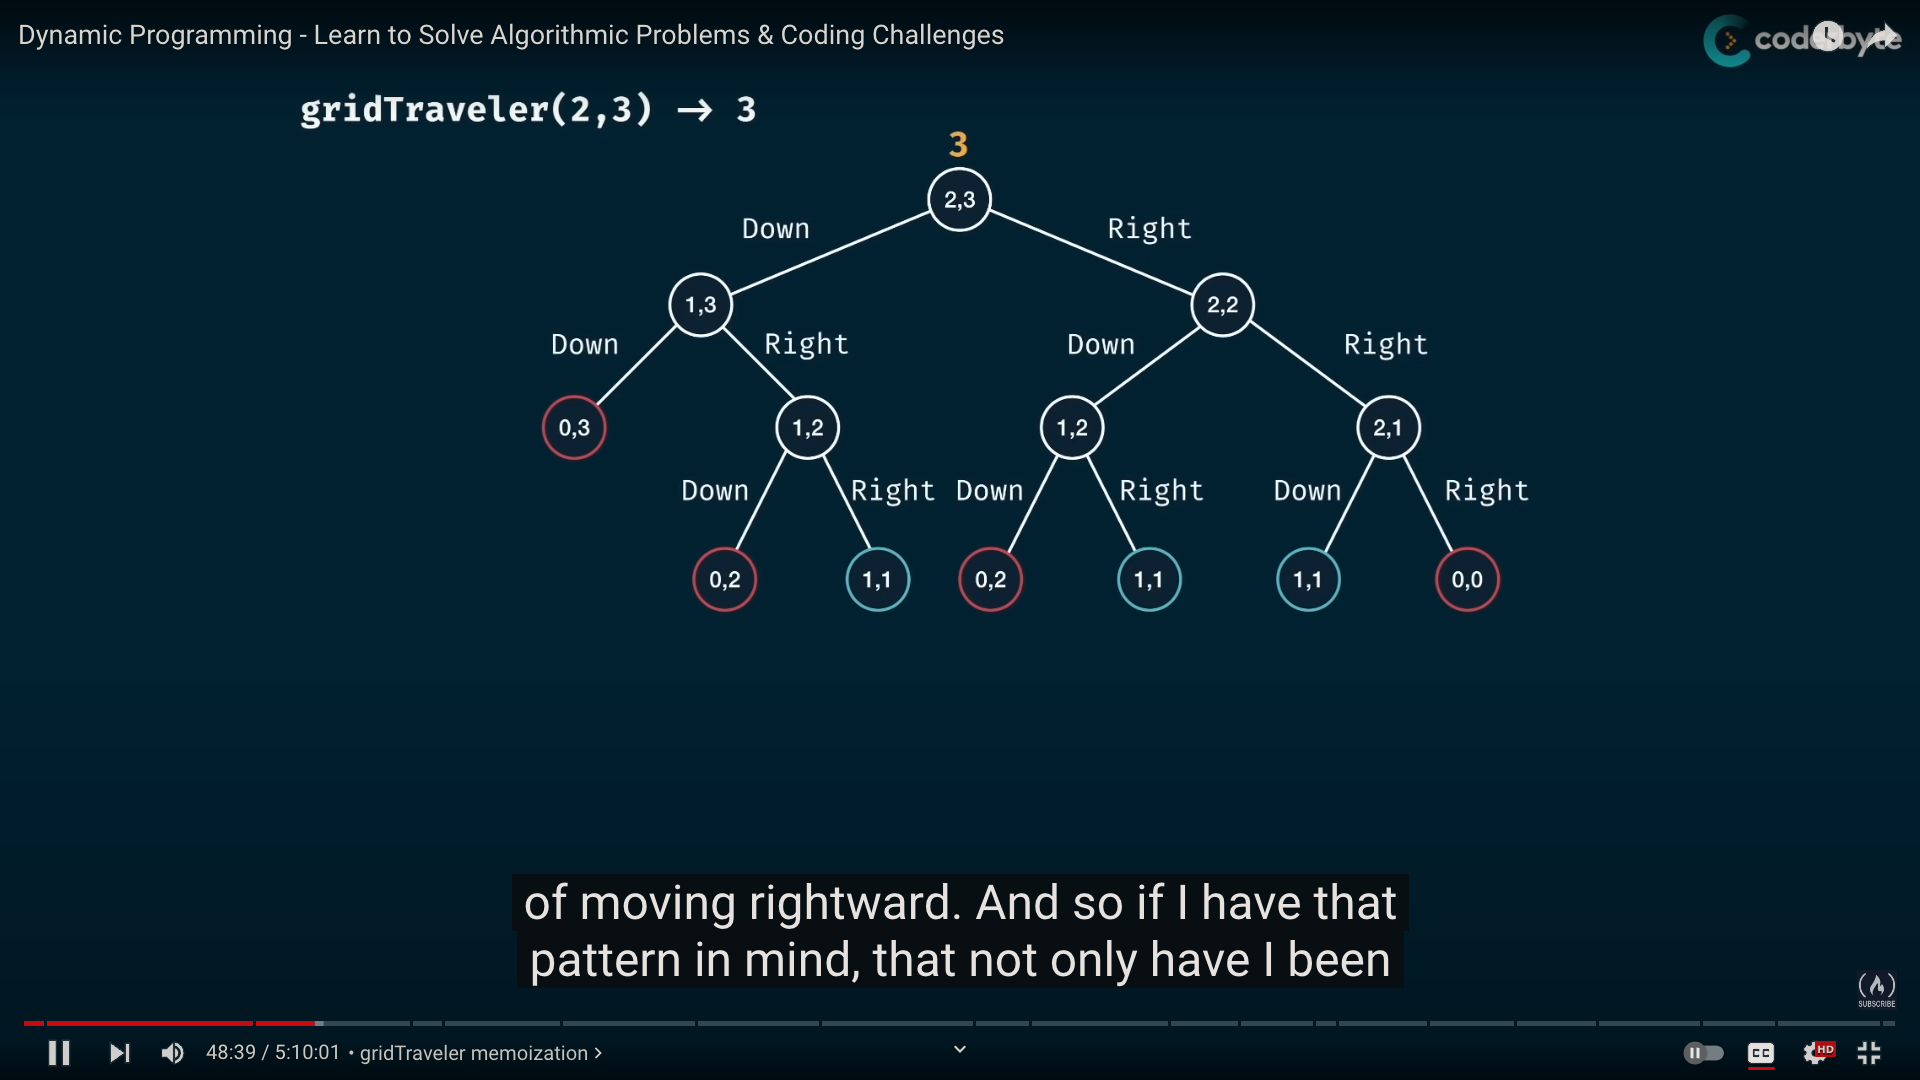 Dynamic Programming - Learn to Solve Algorithmic Problems & Coding Challenges
coderbyte
gridTraveler(2,3) → 3
3
2,3
Down Right
1,3 2,2
Down Right Down Right
0,3 1,2 1,2 2,1
Down Right Down Right Down Right
0,2 1,1 0,2 1,1 1,1 0,0
of moving rightward. And so if I have that
pattern in mind, that not only have I been
SUBSCRIBE
48:39 / 5:10:01 • gridTraveler memoization >
CC HD